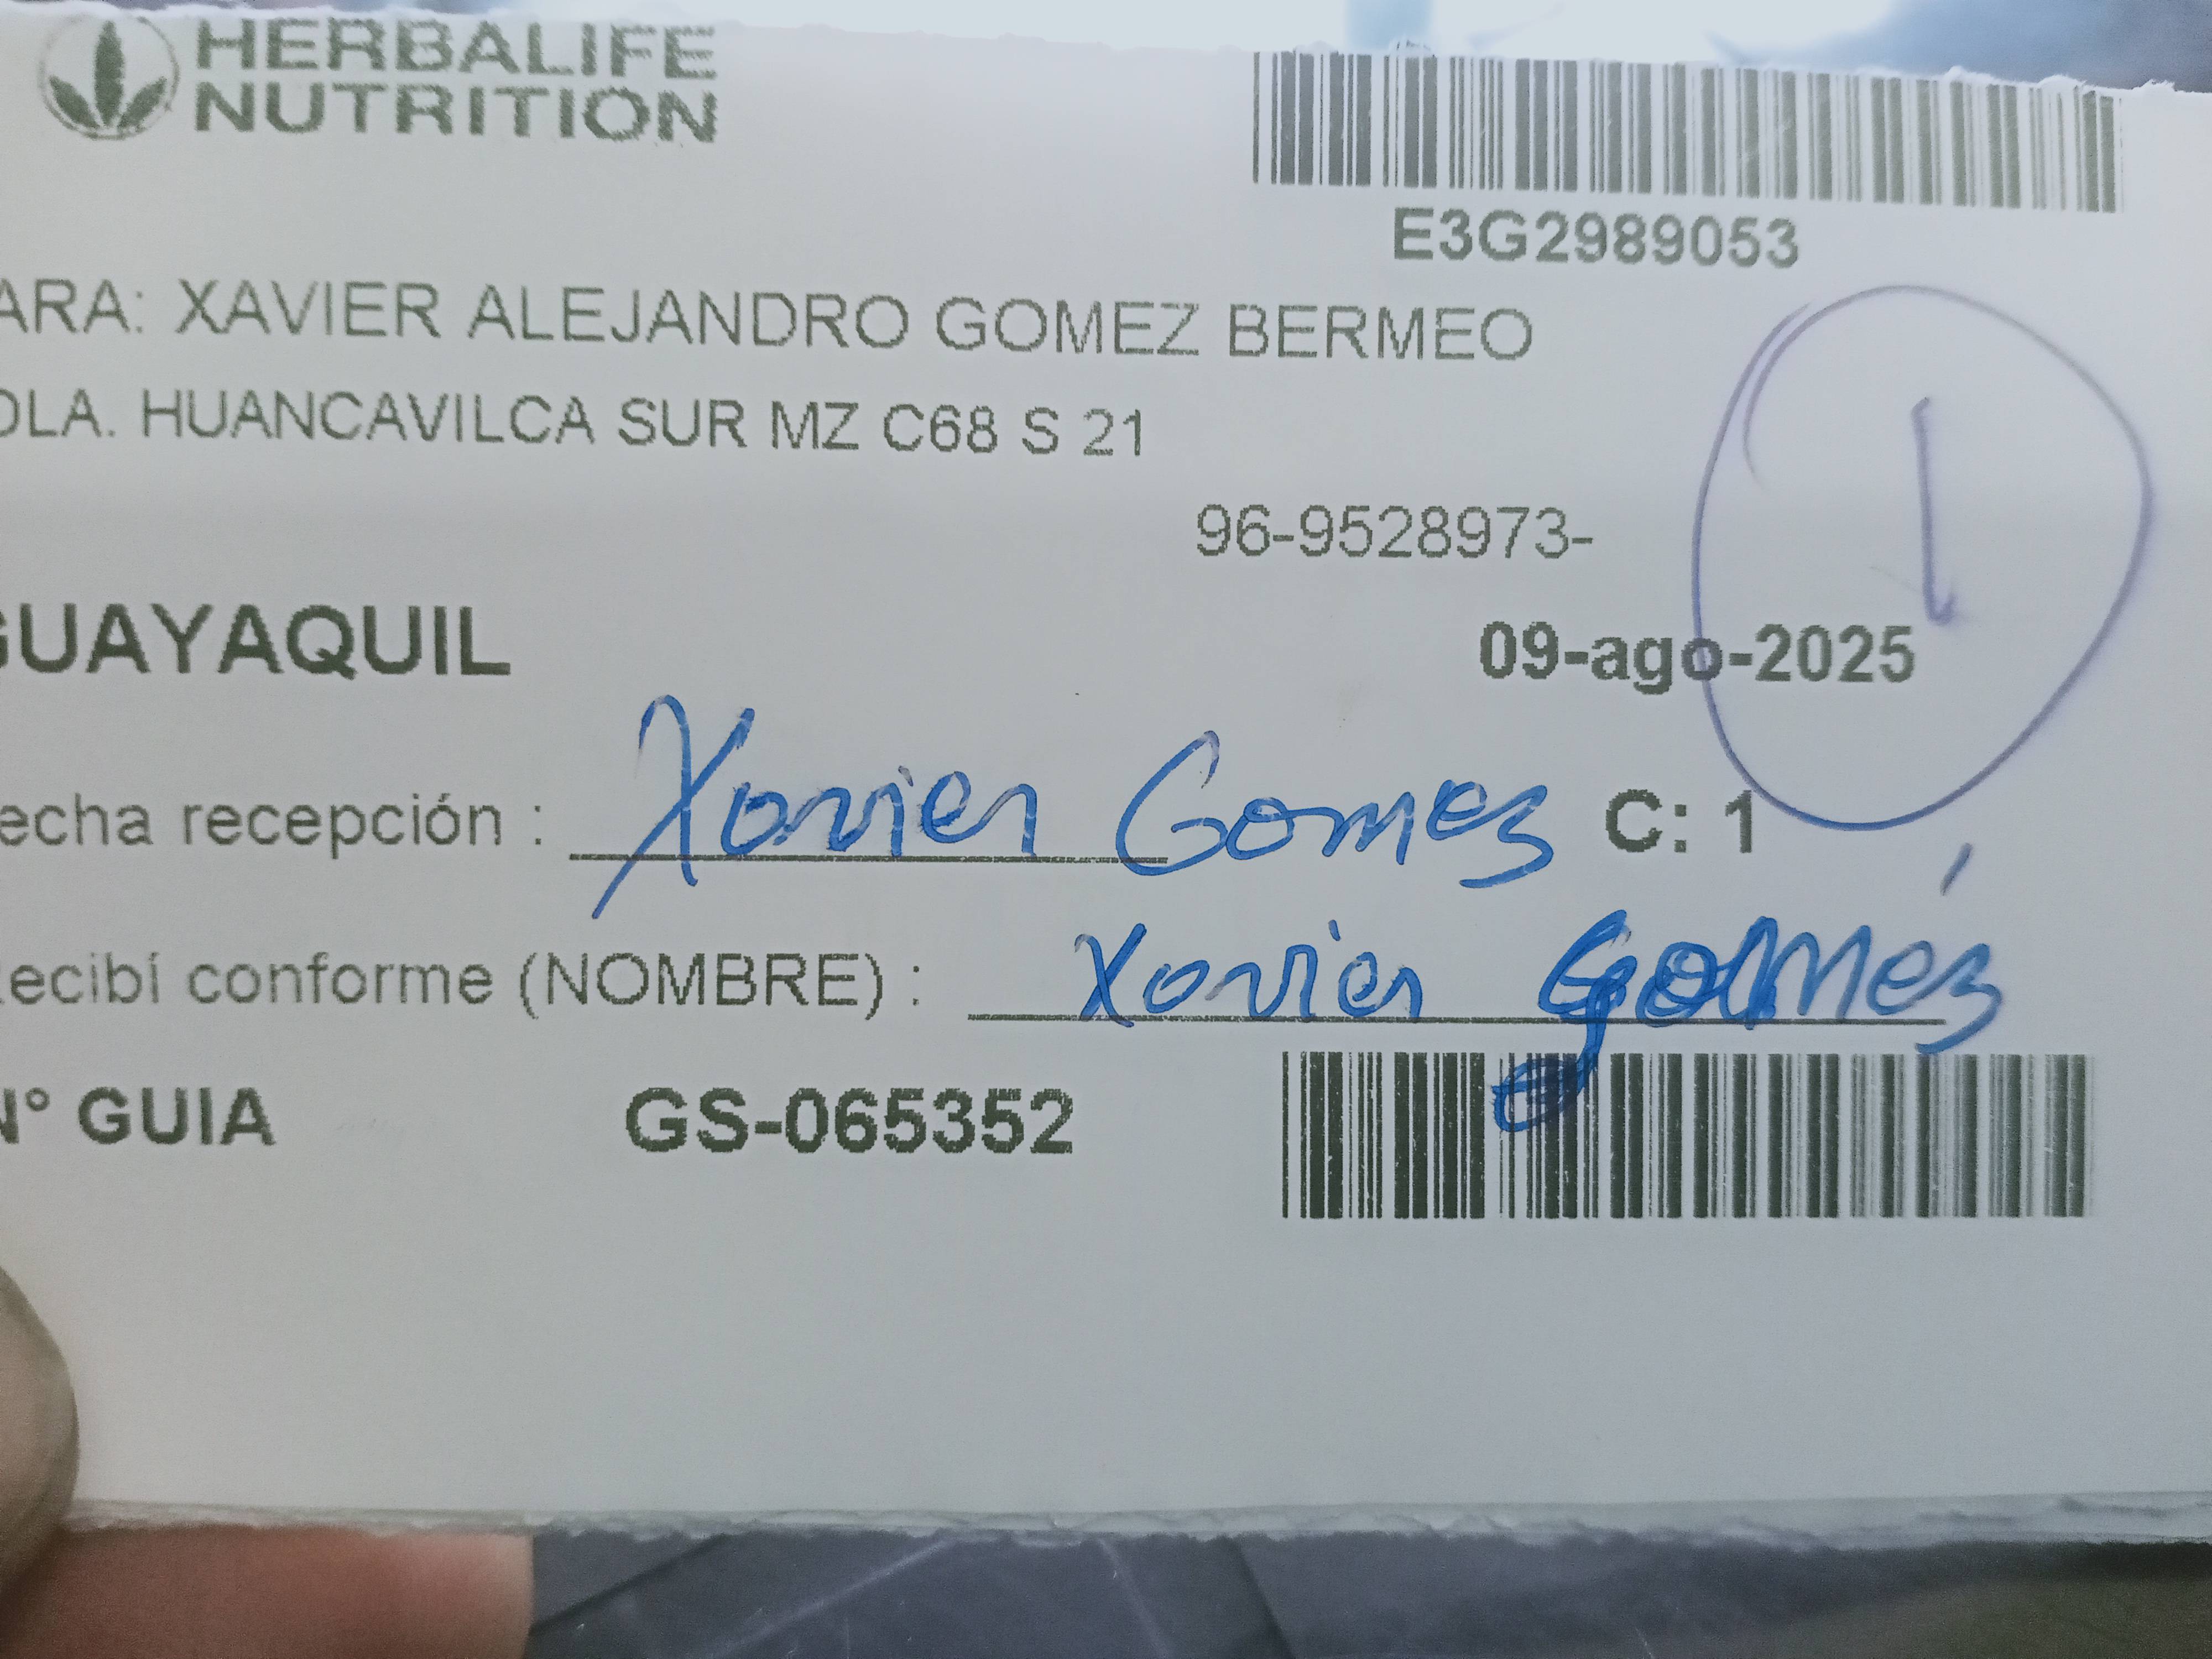 HERBALIFE
NUTRITION
E3G2989053
ARA: XAVIER ALEJANDRO GOMEZ BERMEO
OLA. HUANCAVILCA SUR MZ C68 S 21
1
96-9528973-
GUAYAQUIL
09-ago-2025
echa recepción : Xavier Gomez C: 1
ecibí conforme (NOMBRE) : Xavier Gómez
N° GUIA GS-065352